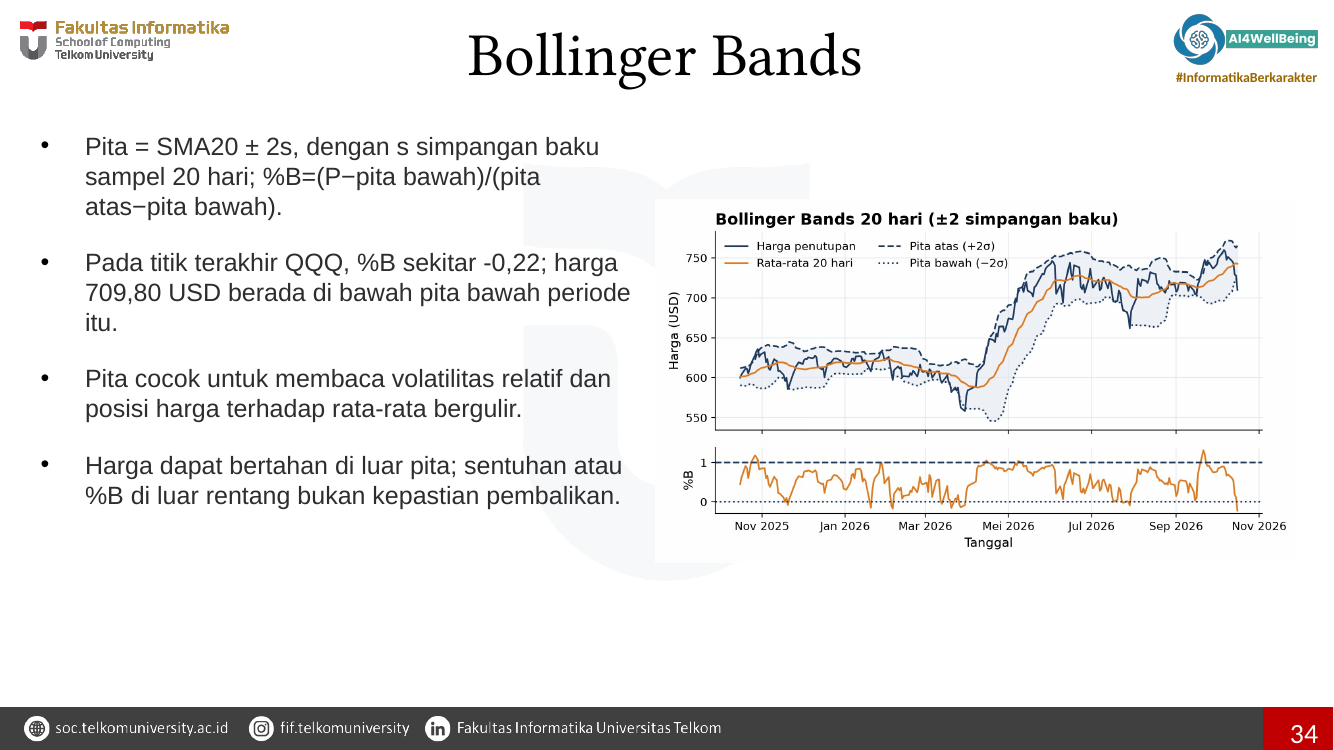 Fakultas Informatika
School of Computing
Telkom University
Bollinger Bands
AI4WellBeing
#InformatikaBerkarakter
• Pita = SMA20 ± 2s, dengan s simpangan baku
sampel 20 hari; %B=(P−pita bawah)/(pita
atas−pita bawah).
• Pada titik terakhir QQQ, %B sekitar -0,22; harga
709,80 USD berada di bawah pita bawah periode
itu.
• Pita cocok untuk membaca volatilitas relatif dan
posisi harga terhadap rata-rata bergulir.
• Harga dapat bertahan di luar pita; sentuhan atau
%B di luar rentang bukan kepastian pembalikan.
Bollinger Bands 20 hari (±2 simpangan baku)
Harga penutupan
Rata-rata 20 hari
Pita atas (+2σ)
Pita bawah (−2σ)
Harga (USD)
750
700
650
600
550
%B
1
0
Nov 2025 Jan 2026 Mar 2026 Mei 2026 Jul 2026 Sep 2026 Nov 2026
Tanggal
soc.telkomuniversity.ac.id fif.telkomuniversity Fakultas Informatika Universitas Telkom
34